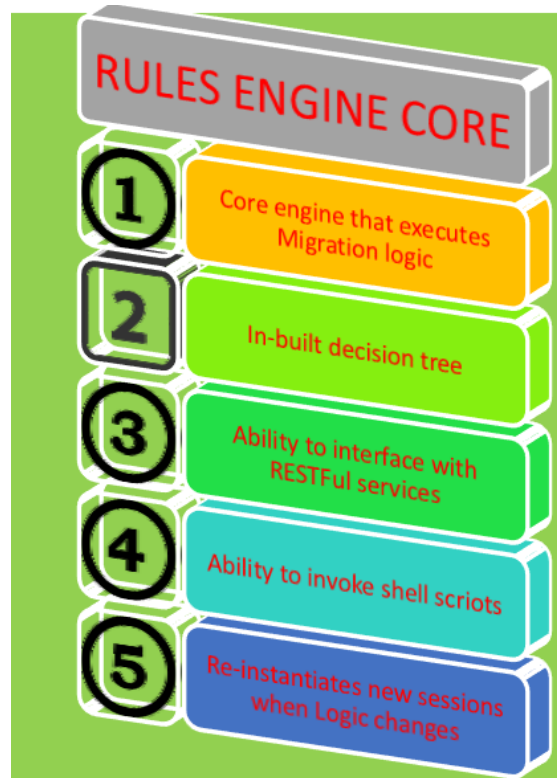 RULES ENGINE CORE
1
Core engine that executes
Migration logic
2
In-built decision tree
3
Ability to interface with
RESTFul services
4
Ability to invoke shell scriots
5
Re-instantiates new sessions
when Logic changes